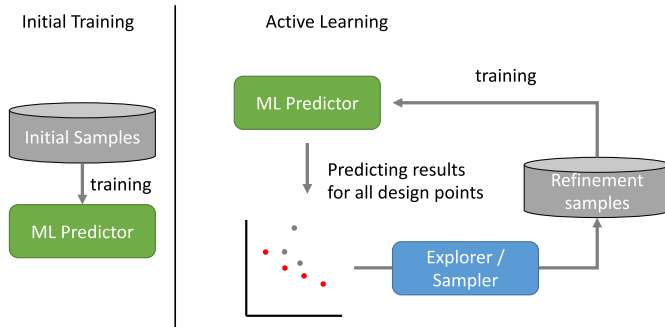 Initial Training
Initial Samples
training
ML Predictor
Active Learning
training
ML Predictor
Predicting results
for all design points
Refinement
samples
Explorer /
Sampler